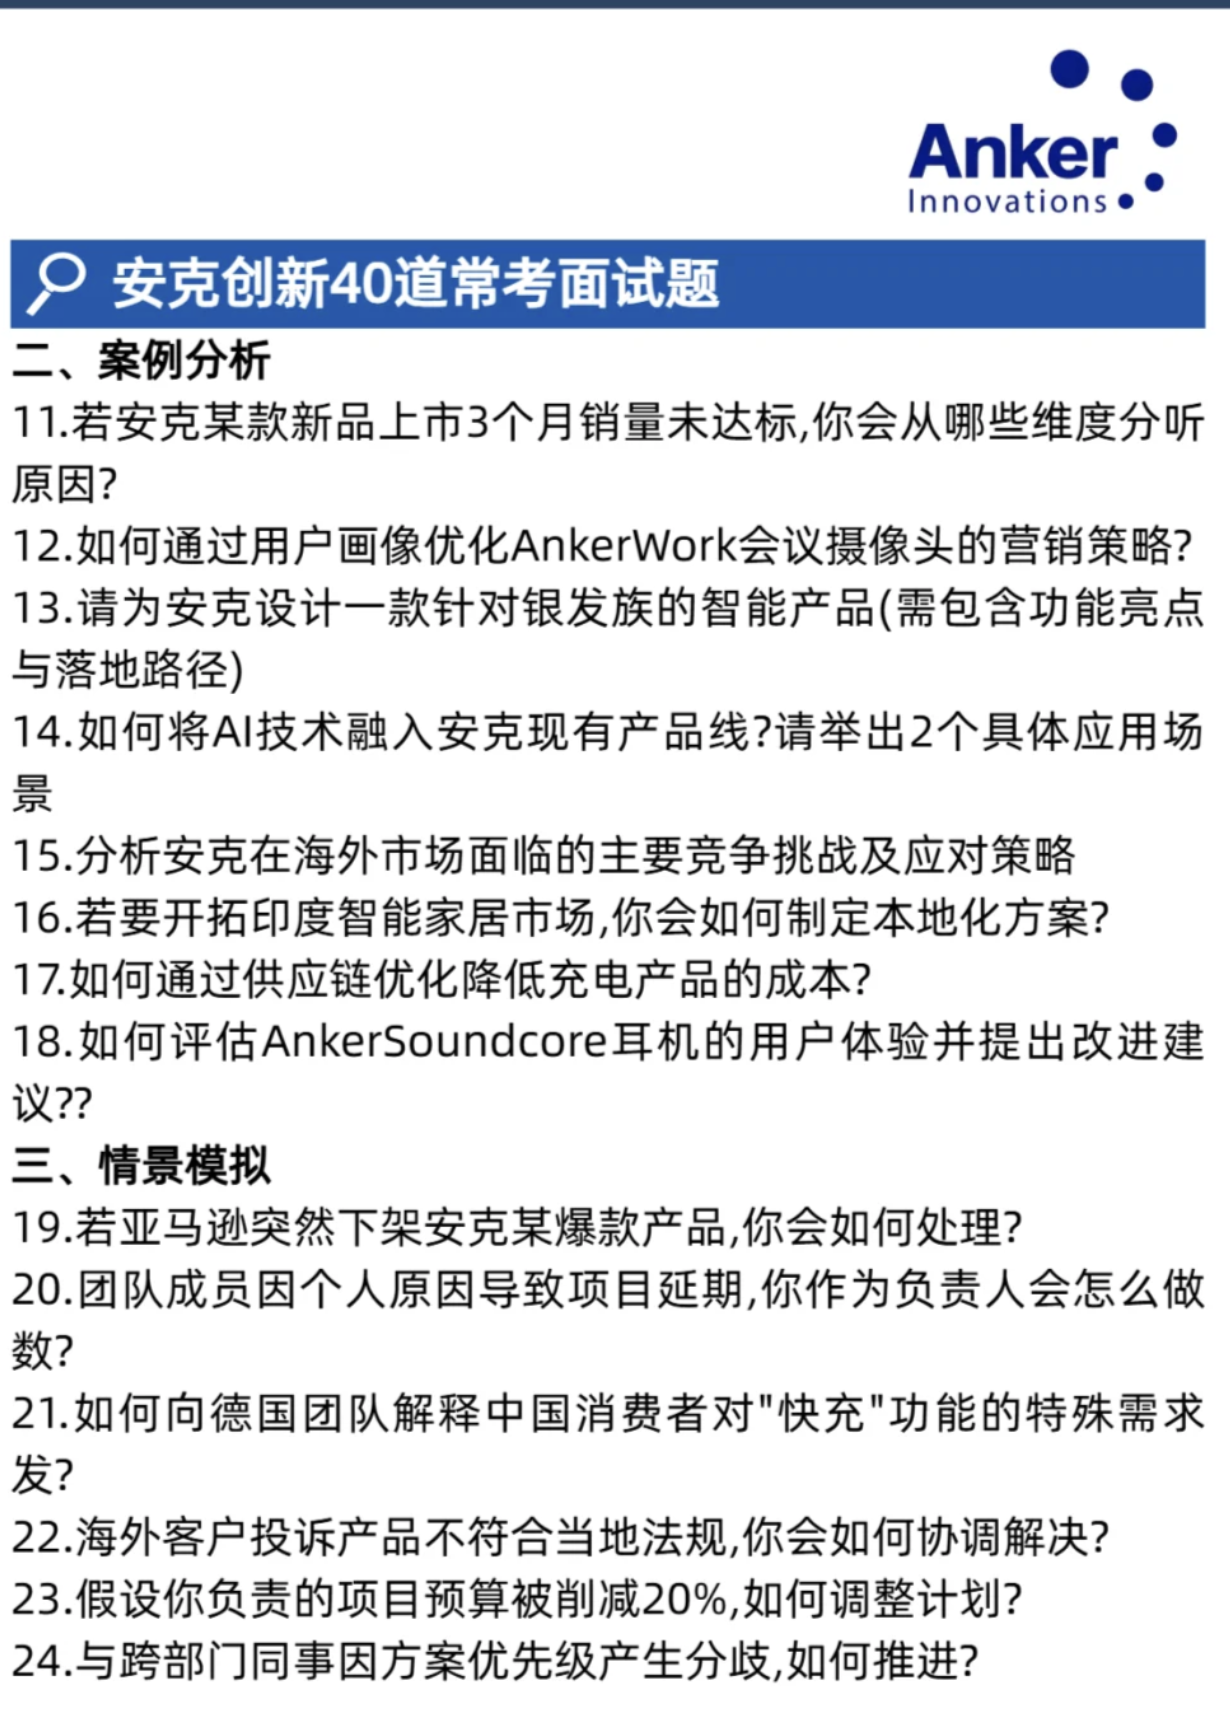 Anker
Innovations
安克创新40道常考面试题
二、案例分析
11.若安克某款新品上市3个月销量未达标,你会从哪些维度分听
原因?
12.如何通过用户画像优化AnkerWork会议摄像头的营销策略?
13.请为安克设计一款针对银发族的智能产品(需包含功能亮点
与落地路径)
14.如何将AI技术融入安克现有产品线?请举出2个具体应用场
景
15.分析安克在海外市场面临的主要竞争挑战及应对策略
16.若要开拓印度智能家居市场,你会如何制定本地化方案?
17.如何通过供应链优化降低充电产品的成本?
18.如何评估AnkerSoundcore耳机的用户体验并提出改进建
议??
三、情景模拟
19.若亚马逊突然下架安克某爆款产品,你会如何处理?
20.团队成员因个人原因导致项目延期,你作为负责人会怎么做
数?
21.如何向德国团队解释中国消费者对"快充"功能的特殊需求
发?
22.海外客户投诉产品不符合当地法规,你会如何协调解决?
23.假设你负责的项目预算被削减20%,如何调整计划?
24.与跨部门同事因方案优先级产生分歧,如何推进?